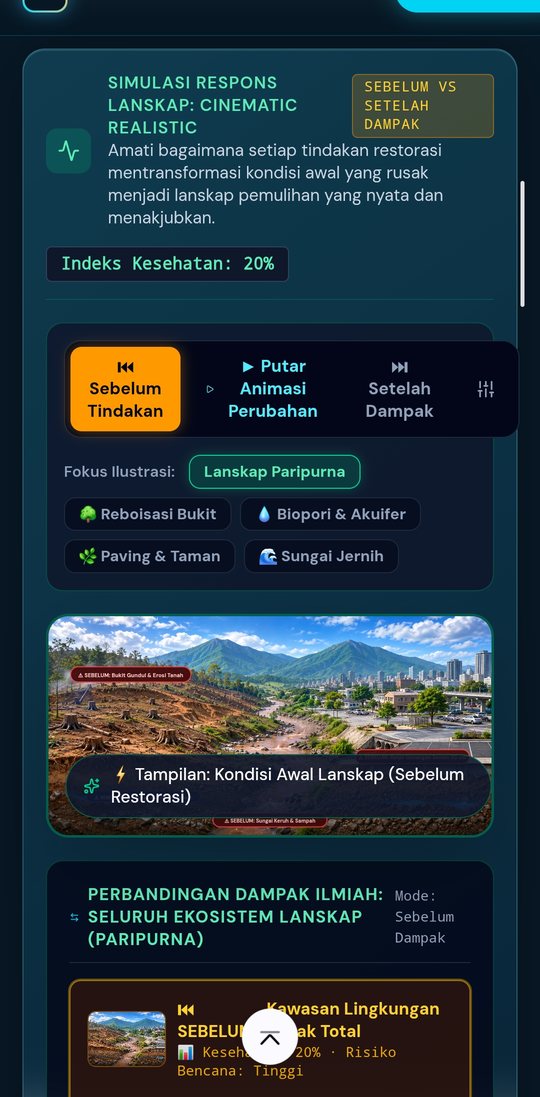 SIMULASI RESPONS
LANSKAP: CINEMATIC
REALISTIC
SEBELUM VS
SETELAH
DAMPAK
Amati bagaimana setiap tindakan restorasi
mentransformasi kondisi awal yang rusak
menjadi lanskap pemulihan yang nyata dan
menakjubkan.
Indeks Kesehatan: 20%
⏮
Sebelum
Tindakan
▶ Putar
Animasi
Perubahan
⏭
Setelah
Dampak
Fokus Ilustrasi:
Lanskap Paripurna
🌳 Reboisasi Bukit
💧 Biopori & Akuifer
🌿 Paving & Taman
🌊 Sungai Jernih
⚠ SEBELUM: Bukit Gundul & Erosi Tanah
⚡ Tampilan: Kondisi Awal Lanskap (Sebelum
Restorasi)
⚠ SEBELUM: Sungai Keruh & Sampah
PERBANDINGAN DAMPAK ILMIAH:
SELURUH EKOSISTEM LANSKAP
(PARIPURNA)
Mode:
Sebelum
Dampak
⏮ Kawasan Lingkungan
SEBELUM Total
📊 20% · Risiko
Bencana: Tinggi